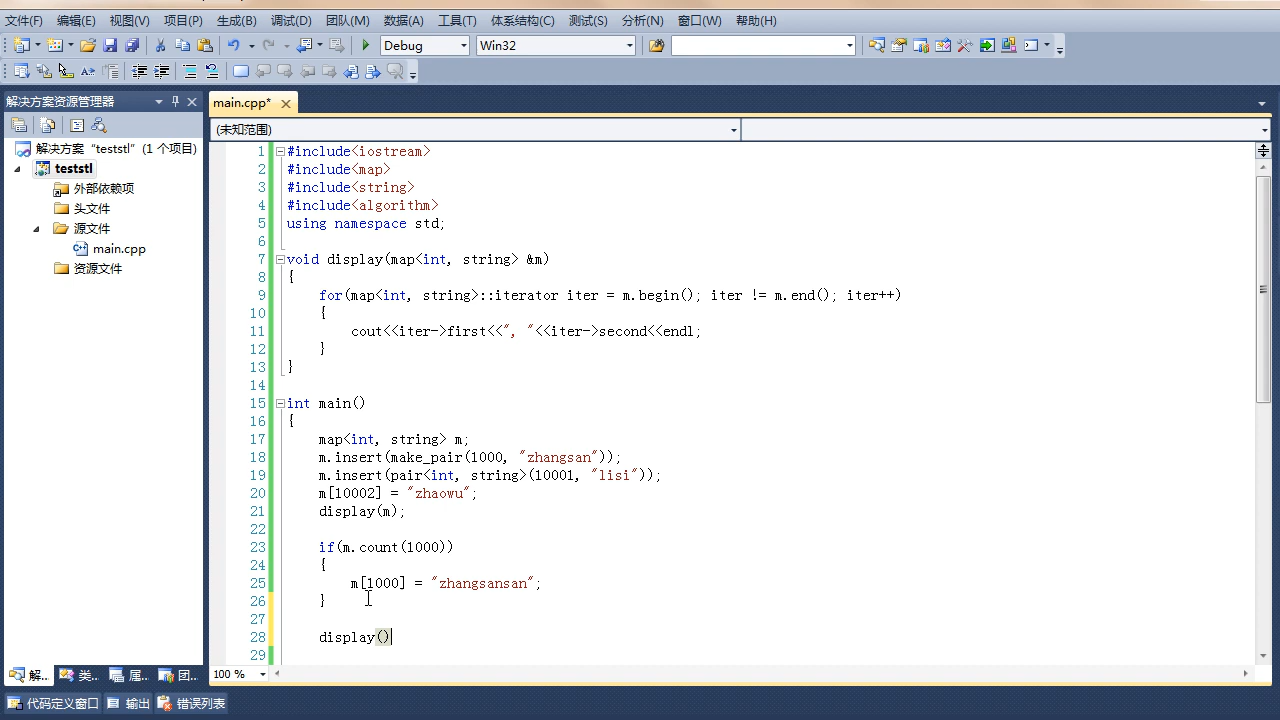 文件(F) 编辑(E) 视图(V) 项目(P) 生成(B) 调试(D) 团队(M) 数据(A) 工具(T) 体系结构(C) 测试(S) 分析(N) 窗口(W) 帮助(H)
Debug Win32
解决方案资源管理器
main.cpp*
(未知范围)
解决方案 "teststl" (1 个项目)
teststl
外部依赖项
头文件
源文件
main.cpp
资源文件
1 #include<iostream>
2 #include<map>
3 #include<string>
4 #include<algorithm>
5 using namespace std;
6
7 void display(map<int, string> &m)
8 {
9 for(map<int, string>::iterator iter = m.begin(); iter != m.end(); iter++)
10 {
11 cout<<iter->first<<", "<<iter->second<<endl;
12 }
13 }
14
15 int main()
16 {
17 map<int, string> m;
18 m.insert(make_pair(1000, "zhangsan"));
19 m.insert(pair<int, string>(10001, "lisi"));
20 m[10002] = "zhaowu";
21 display(m);
22
23 if(m.count(1000))
24 {
25 m[1000] = "zhangsansan";
26 }
27
28 display()
29
100 %
解... 类... 属... 团...
代码定义窗口 输出 错误列表